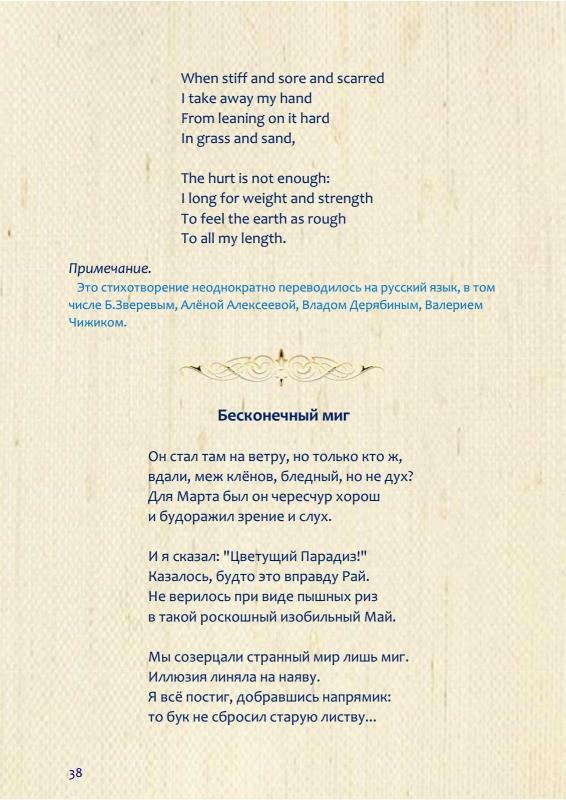 When stiff and sore and scarred
I take away my hand
From leaning on it hard
In grass and sand,
The hurt is not enough:
I long for weight and strength
To feel the earth as rough
To all my length.
Примечание.
Это стихотворение неоднократно переводилось на русский язык, в том
числе Б.Зверевым, Алёной Алексеевой, Владом Дерябиным, Валерием
Чижиком.
Бесконечный миг
Он стал там на ветру, но только кто ж,
вдали, меж клёнов, бледный, но не дух?
Для Марта был он чересчур хорош
и будоражил зрение и слух.
И я сказал: "Цветущий Парадиз!"
Казалось, будто это вправду Рай.
Не верилось при виде пышных риз
в такой роскошный изобильный Май.
Мы созерцали странный мир лишь миг.
Иллюзия линяла на наяву.
Я всё постиг, добравшись напрямик:
то бук не сбросил старую листву...
38